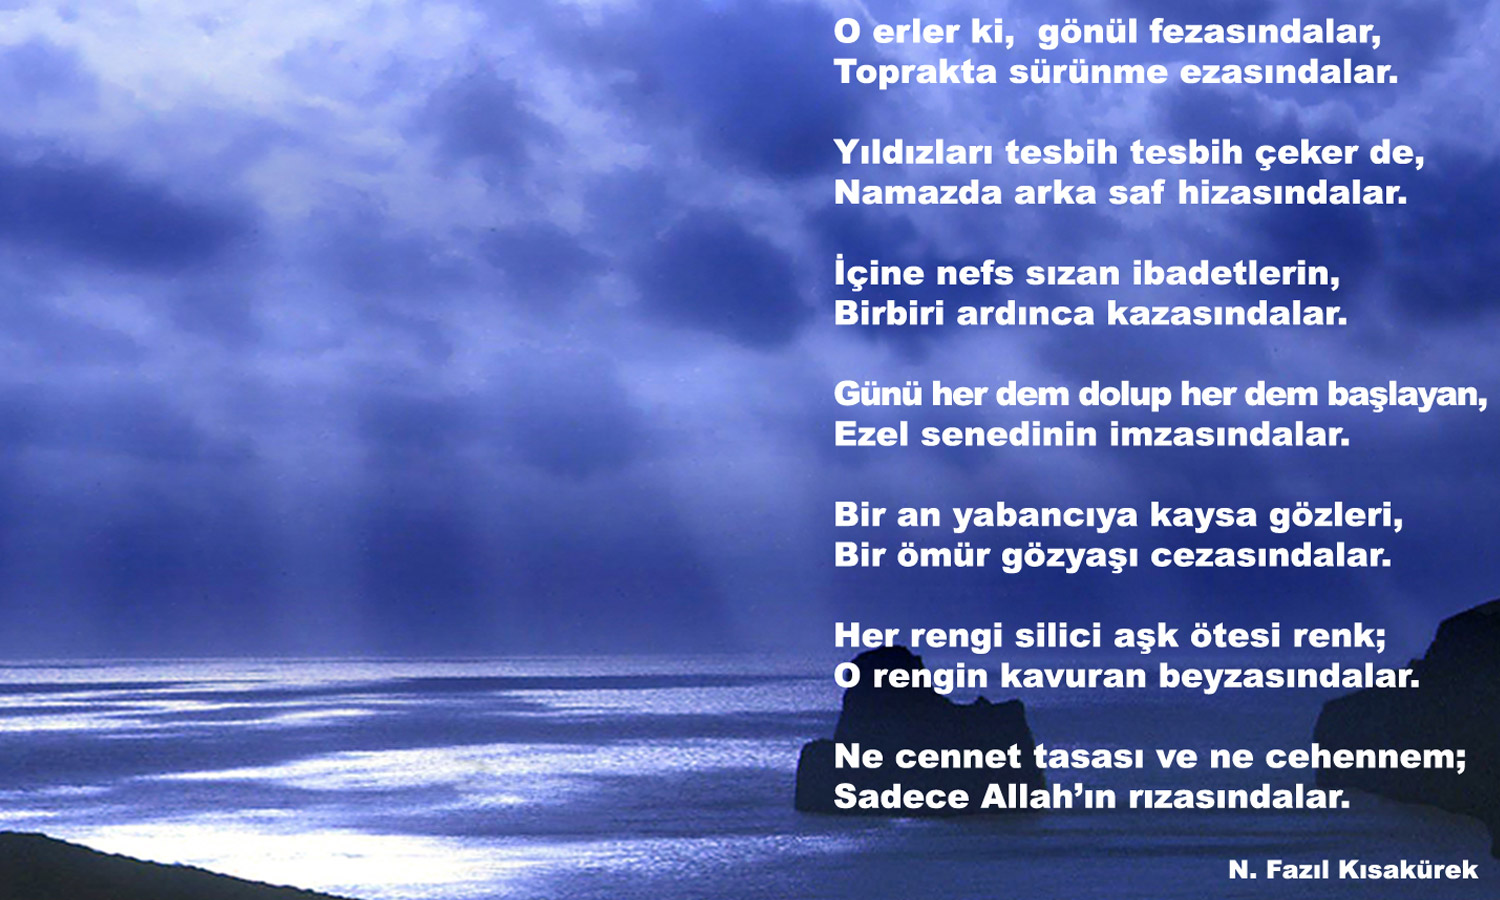 O erler ki, gönül fezasındalar,
Toprakta sürünme ezasındalar.
Yıldızları tesbih tesbih çeker de,
Namazda arka saf hizasındalar.
İçine nefs sızan ibadetlerin,
Birbiri ardınca kazasındalar.
Günü her dem dolup her dem başlayan,
Ezel senedinin imzasındalar.
Bir an yabancıya kaysa gözleri,
Bir ömür gözyaşı cezasındalar.
Her rengi silici aşk ötesi renk;
O rengin kavuran beyzasındalar.
Ne cennet tasası ve ne cehennem;
Sadece Allah’ın rızasındalar.
N. Fazıl Kısakürek